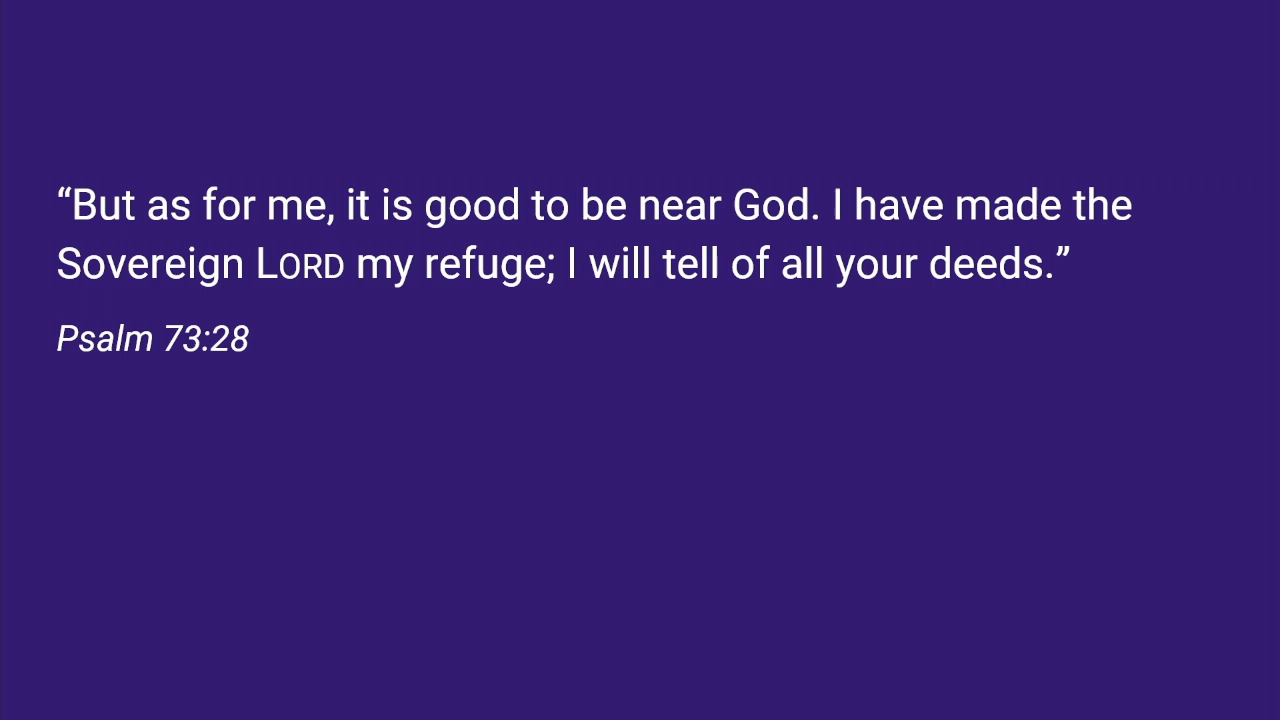 “But as for me, it is good to be near God. I have made the
Sovereign LORD my refuge; I will tell of all your deeds.”
Psalm 73:28